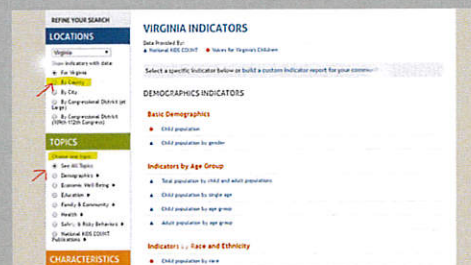 REFINE YOUR SEARCH
LOCATIONS
Virginia
Show indicators with data:
For Virginia
By County
By City
By Congressional District (at Large)
By Congressional District
TOPICS
Choose one topic:
See All Topics
Demographics
Economic Well-Being
Education
Family & Community
Health
Safety & Risky Behaviors
National KIDS COUNT
Publications
CHARACTERISTICS
VIRGINIA INDICATORS
Data Provided By:
National KIDS COUNT Voices for Virginia's Children
Select a specific indicator below or build a custom indicator report for your
DEMOGRAPHICS INDICATORS
Basic Demographics
Child population
Child population by gender
Indicators by Age Group
Total population by child and adult populations
Child population by single age
Child population by age group
Adult population by age group
Indicators by Race and Ethnicity
Child population by race